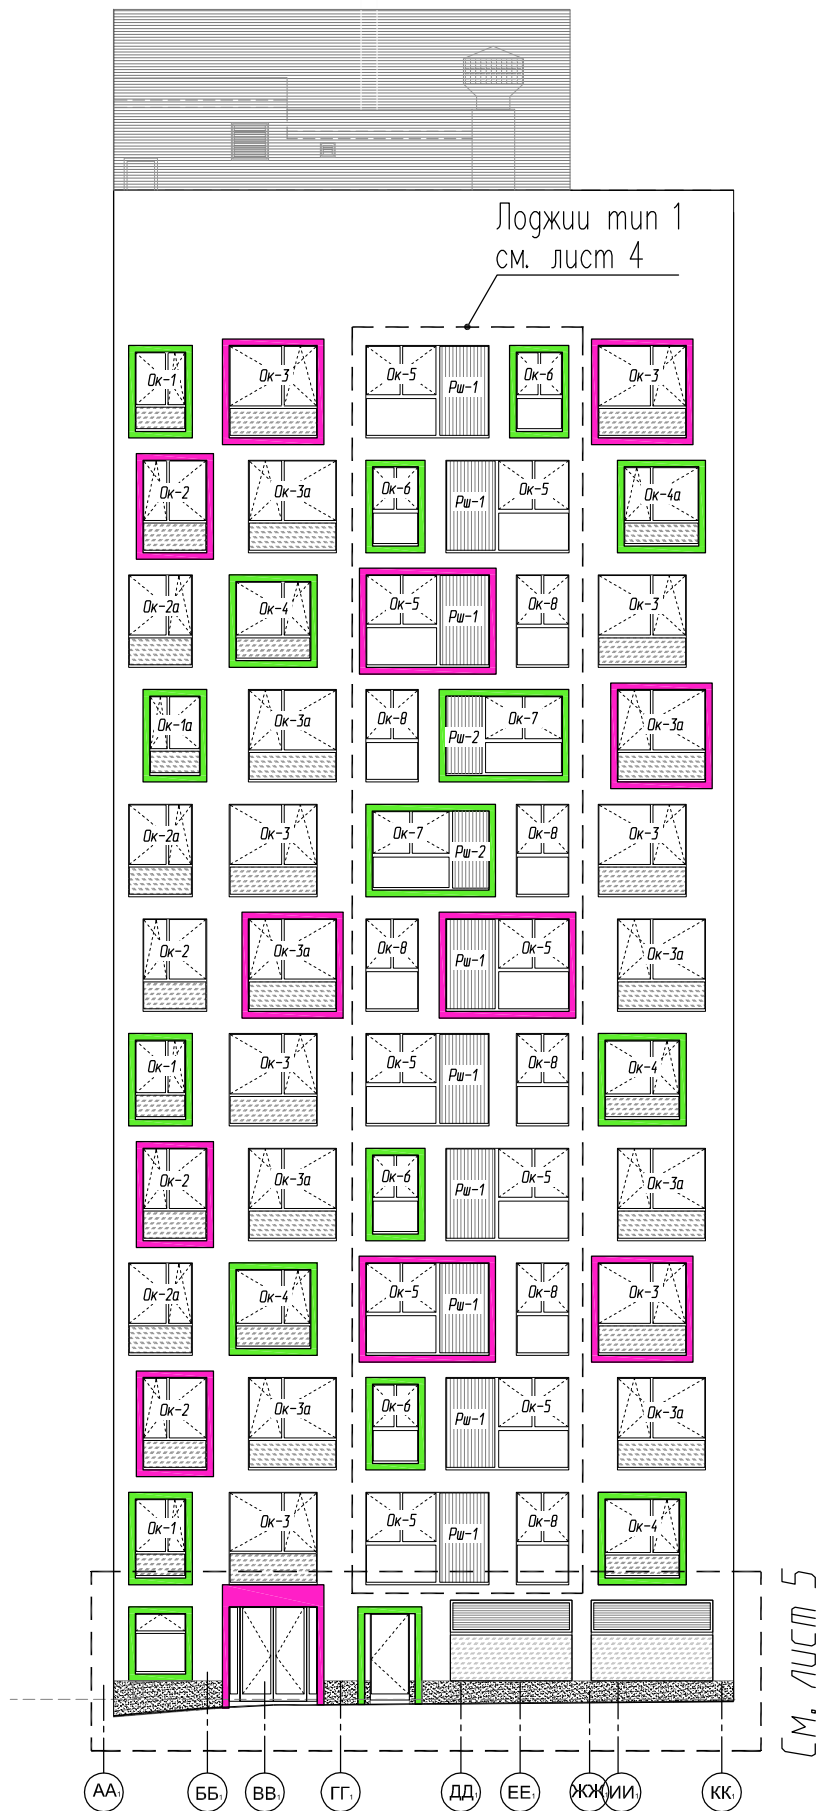 Лоджии тип 1
см. лист 4
Ок-1 Ок-3 Ок-5 Рш-1 Ок-6 Ок-3
Ок-2 Ок-3а Ок-6 Рш-1 Ок-5 Ок-4а
Ок-2а Ок-4 Ок-5 Рш-1 Ок-8 Ок-3
Ок-1а Ок-3а Ок-8 Рш-2 Ок-7 Ок-3а
Ок-2а Ок-3 Ок-7 Рш-2 Ок-8 Ок-3
Ок-2 Ок-3а Ок-8 Рш-1 Ок-5 Ок-3а
Ок-1 Ок-3 Ок-5 Рш-1 Ок-8 Ок-4
Ок-2 Ок-3а Ок-6 Рш-1 Ок-5 Ок-3а
Ок-2а Ок-4 Ок-5 Рш-1 Ок-8 Ок-3
Ок-2 Ок-3а Ок-6 Рш-1 Ок-5 Ок-3а
Ок-1 Ок-3 Ок-5 Рш-1 Ок-8 Ок-4
См. лист 5
АА₁ ББ₁ ВВ₁ ГГ₁ ДД₁ ЕЕ₁ ЖЖ₁ ИИ₁ КК₁